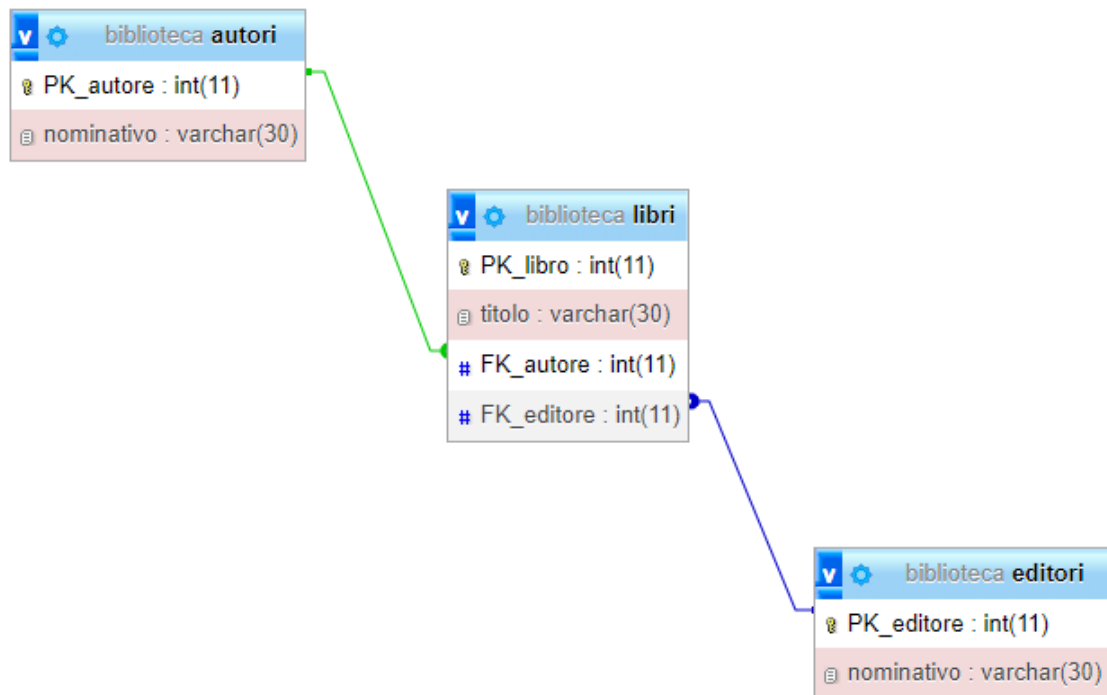 v biblioteca autori
PK_autore : int(11)
nominativo : varchar(30)
v biblioteca libri
PK_libro : int(11)
titolo : varchar(30)
# FK_autore : int(11)
# FK_editore : int(11)
v biblioteca editori
PK_editore : int(11)
nominativo : varchar(30)